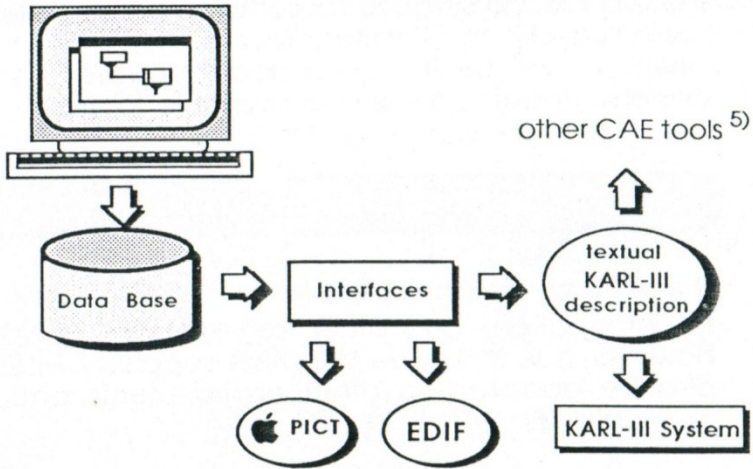 other CAE tools 5)
textual
KARL-III
description
Data Base
Interfaces
PICT
EDIF
KARL-III System